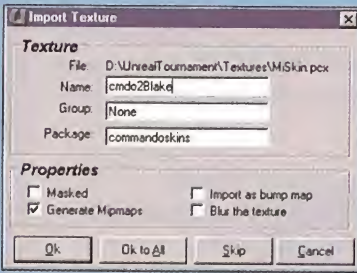 Import Texture
Texture
File: D:\UnrealTournament\Textures\MiSkin.pcx
Name: cmdo2Blake
Group: None
Package: commandoskins
Properties
Masked Import as bump map
Generate Mipmaps Blur the texture
Ok Ok to All Skip Cancel